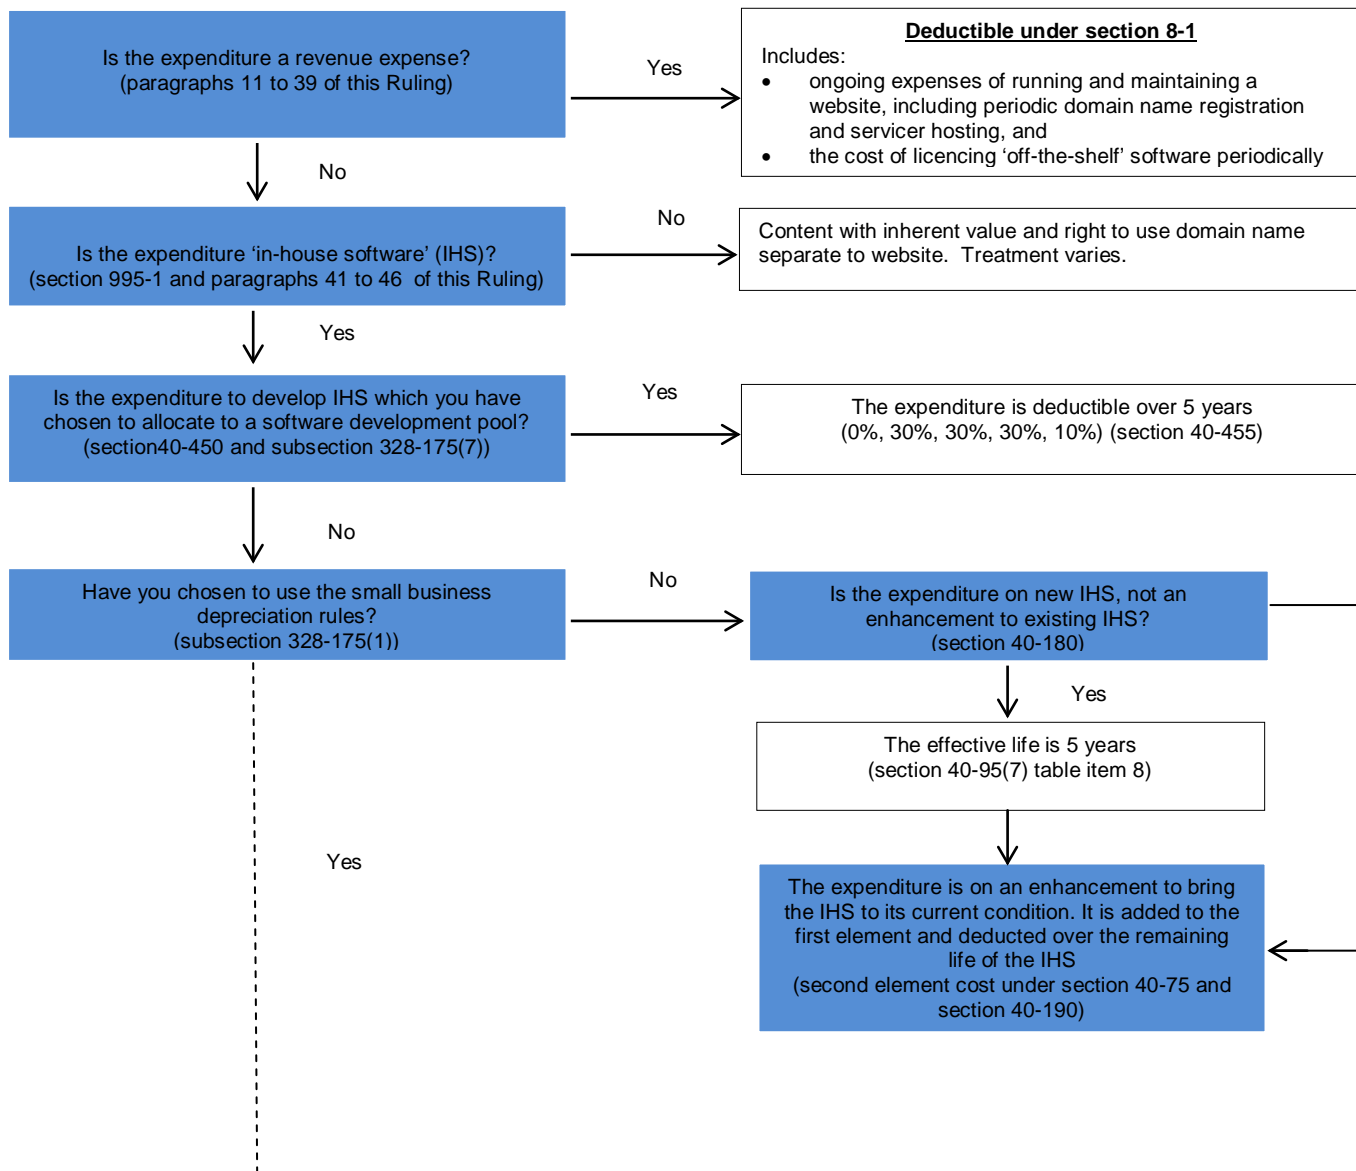 Is the expenditure a revenue expense?
(paragraphs 11 to 39 of this Ruling)
Yes
Deductible under section 8-1
Includes:
• ongoing expenses of running and maintaining a
website, including periodic domain name registration
and servicer hosting, and
• the cost of licencing ‘off-the-shelf’ software periodically
No
Is the expenditure ‘in-house software’ (IHS)?
(section 995-1 and paragraphs 41 to 46 of this Ruling)
No
Content with inherent value and right to use domain name
separate to website. Treatment varies.
Yes
Is the expenditure to develop IHS which you have
chosen to allocate to a software development pool?
(section40-450 and subsection 328-175(7))
Yes
The expenditure is deductible over 5 years
(0%, 30%, 30%, 30%, 10%) (section 40-455)
No
Have you chosen to use the small business
depreciation rules?
(subsection 328-175(1))
No
Is the expenditure on new IHS, not an
enhancement to existing IHS?
(section 40-180)
Yes
The effective life is 5 years
(section 40-95(7) table item 8)
Yes
The expenditure is on an enhancement to bring
the IHS to its current condition. It is added to the
first element and deducted over the remaining
life of the IHS
(second element cost under section 40-75 and
section 40-190)